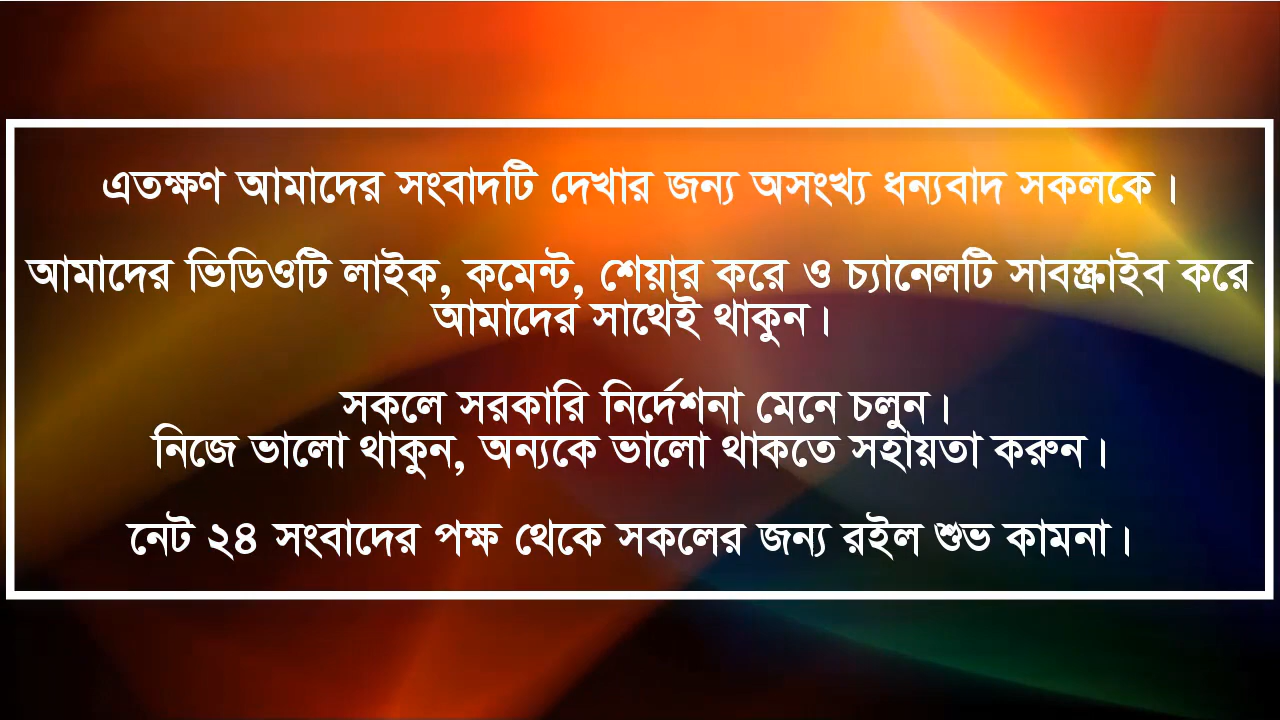 এতক্ষণ আমাদের সংবাদটি দেখার জন্য অসংখ্য ধন্যবাদ সকলকে।
আমাদের ভিডিওটি লাইক, কমেন্ট, শেয়ার করে ও চ্যানেলটি সাবস্ক্রাইব করে
আমাদের সাথেই থাকুন।
সকলে সরকারি নির্দেশনা মেনে চলুন।
নিজে ভালো থাকুন, অন্যকে ভালো থাকতে সহায়তা করুন।
নেট ২৪ সংবাদের পক্ষ থেকে সকলের জন্য রইল শুভ কামনা।